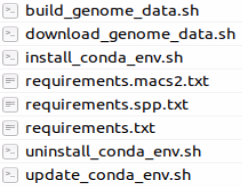 build_genome_data.sh
download_genome_data.sh
install_conda_env.sh
requirements.macs2.txt
requirements.spp.txt
requirements.txt
uninstall_conda_env.sh
update_conda_env.sh